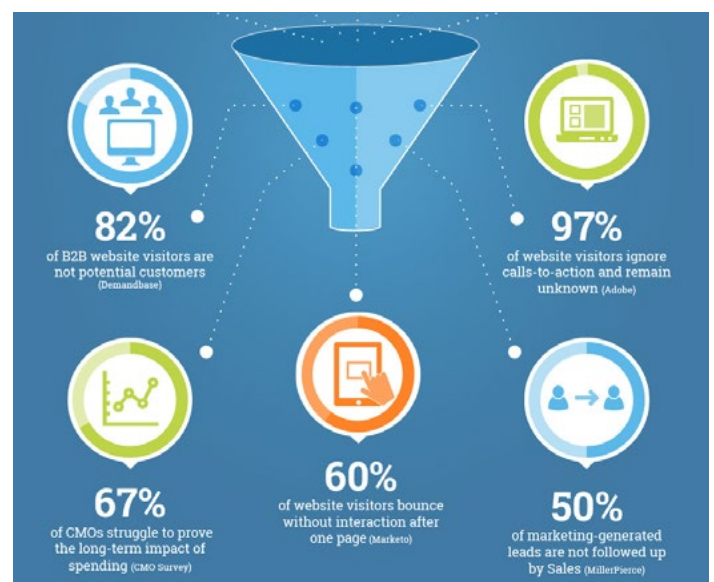 82%
of B2B website visitors are
not potential customers
(Demandbase)
97%
of website visitors ignore
calls-to-action and remain
unknown (Adobe)
67%
of CMOs struggle to prove
the long-term impact of
spending (CMO Survey)
60%
of website visitors bounce
without interaction after
one page (Marketo)
50%
of marketing-generated
leads are not followed up
by Sales (MillerPierce)